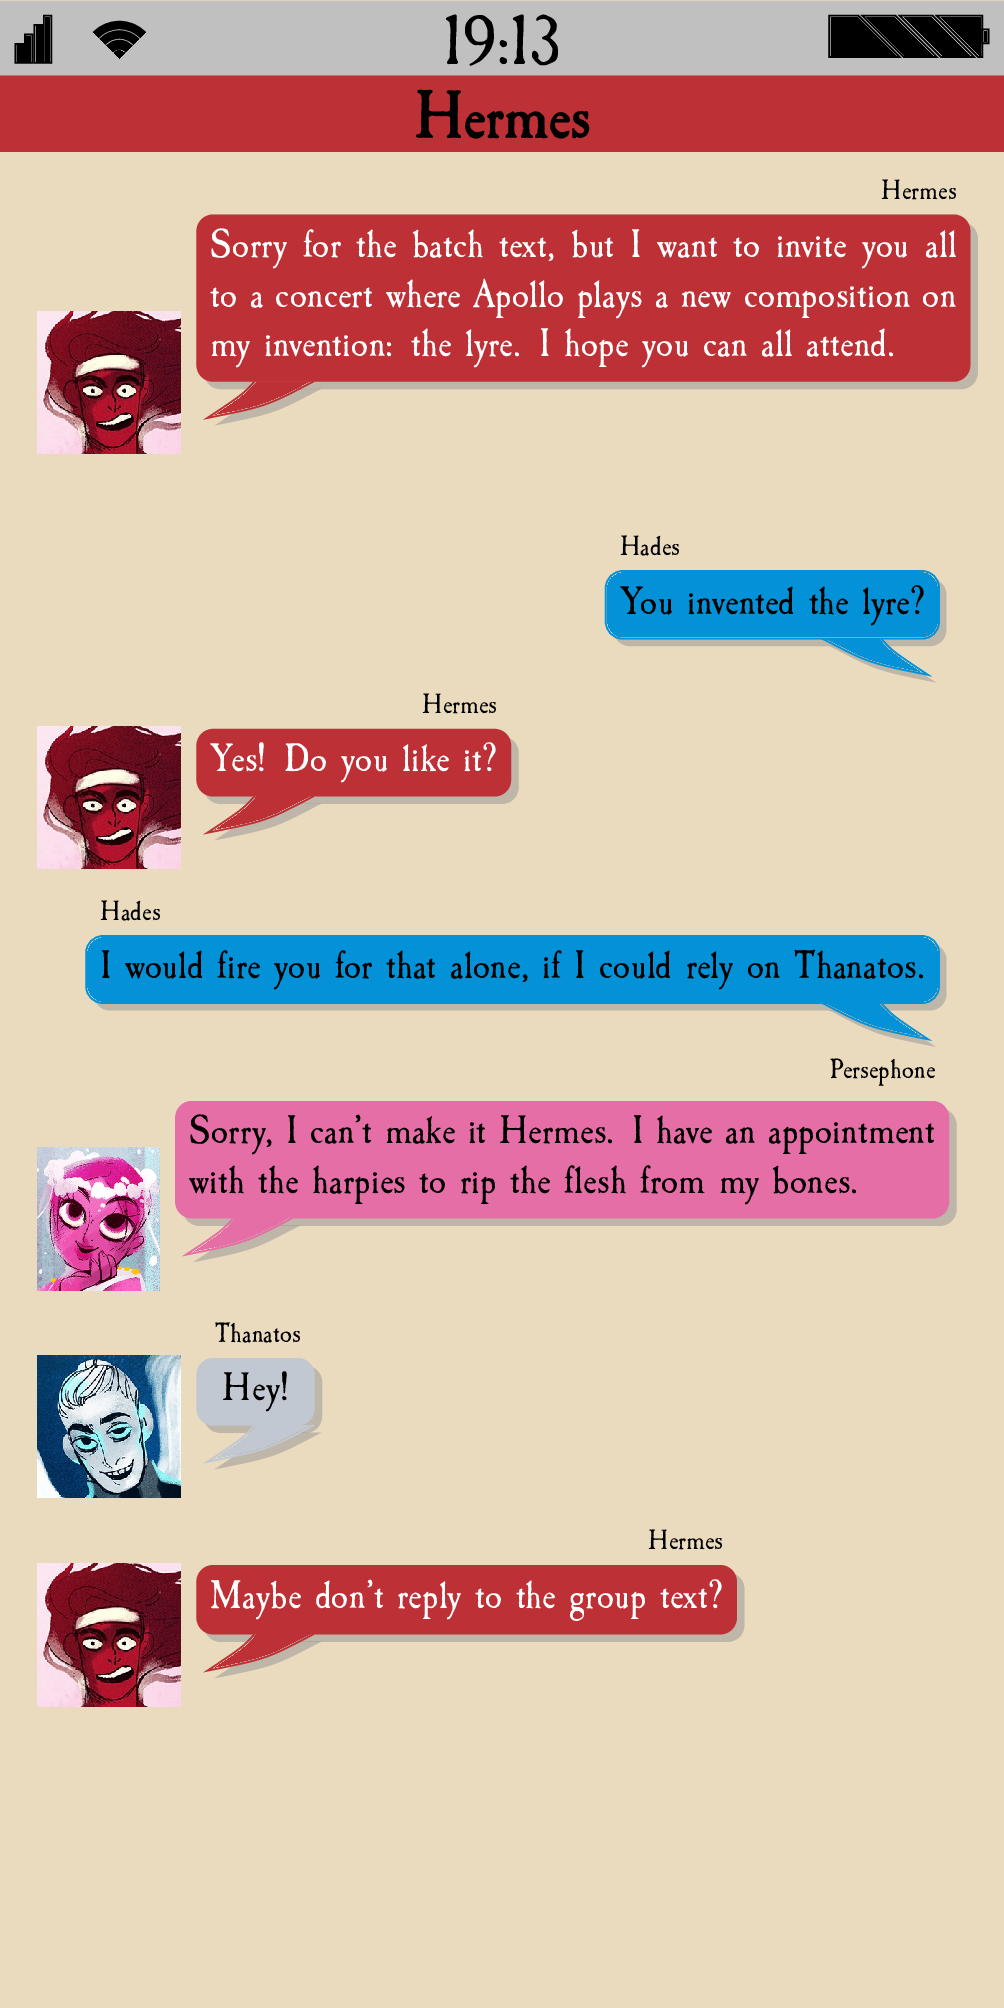 19:13
Hermes
Hermes
Sorry for the batch text, but I want to invite you all
to a concert where Apollo plays a new composition on
my invention: the lyre. I hope you can all attend.
Hades
You invented the lyre?
Hermes
Yes! Do you like it?
Hades
I would fire you for that alone, if I could rely on Thanatos.
Persephone
Sorry, I can't make it Hermes. I have an appointment
with the harpies to rip the flesh from my bones.
Thanatos
Hey!
Hermes
Maybe don't reply to the group text?